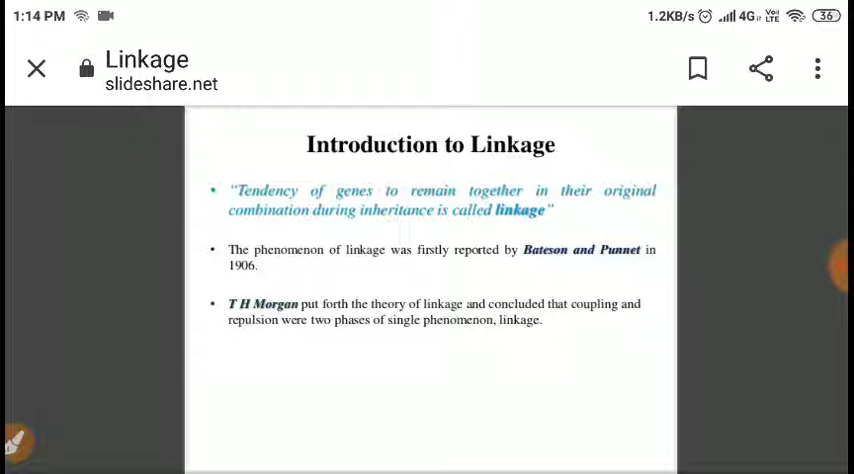 1:14 PM 1.2KB/s 4G Vo) LTE 36
Linkage
slideshare.net
Introduction to Linkage
• "Tendency of genes to remain together in their original
combination during inheritance is called linkage"
• The phenomenon of linkage was firstly reported by Bateson and Punnet in
1906.
• T H Morgan put forth the theory of linkage and concluded that coupling and
repulsion were two phases of single phenomenon, linkage.